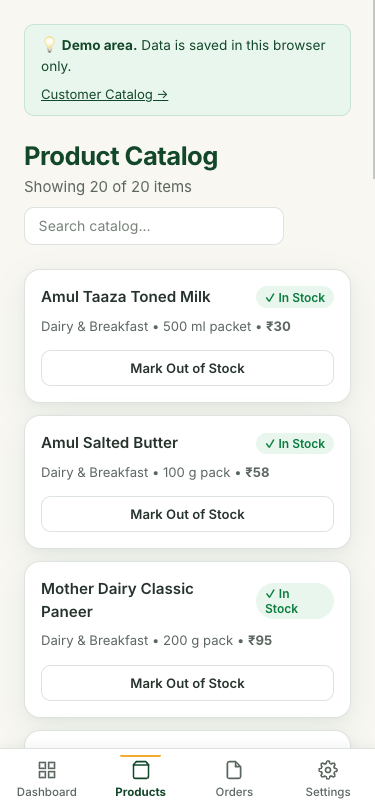 💡 Demo area. Data is saved in this browser
only.
Customer Catalog →
Product Catalog
Showing 20 of 20 items
Search catalog...
Amul Taaza Toned Milk
✓ In Stock
Dairy & Breakfast • 500 ml packet • ₹30
Mark Out of Stock
Amul Salted Butter
✓ In Stock
Dairy & Breakfast • 100 g pack • ₹58
Mark Out of Stock
Mother Dairy Classic
Paneer
✓ In
Stock
Dairy & Breakfast • 200 g pack • ₹95
Mark Out of Stock
Dashboard
Products
Orders
Settings